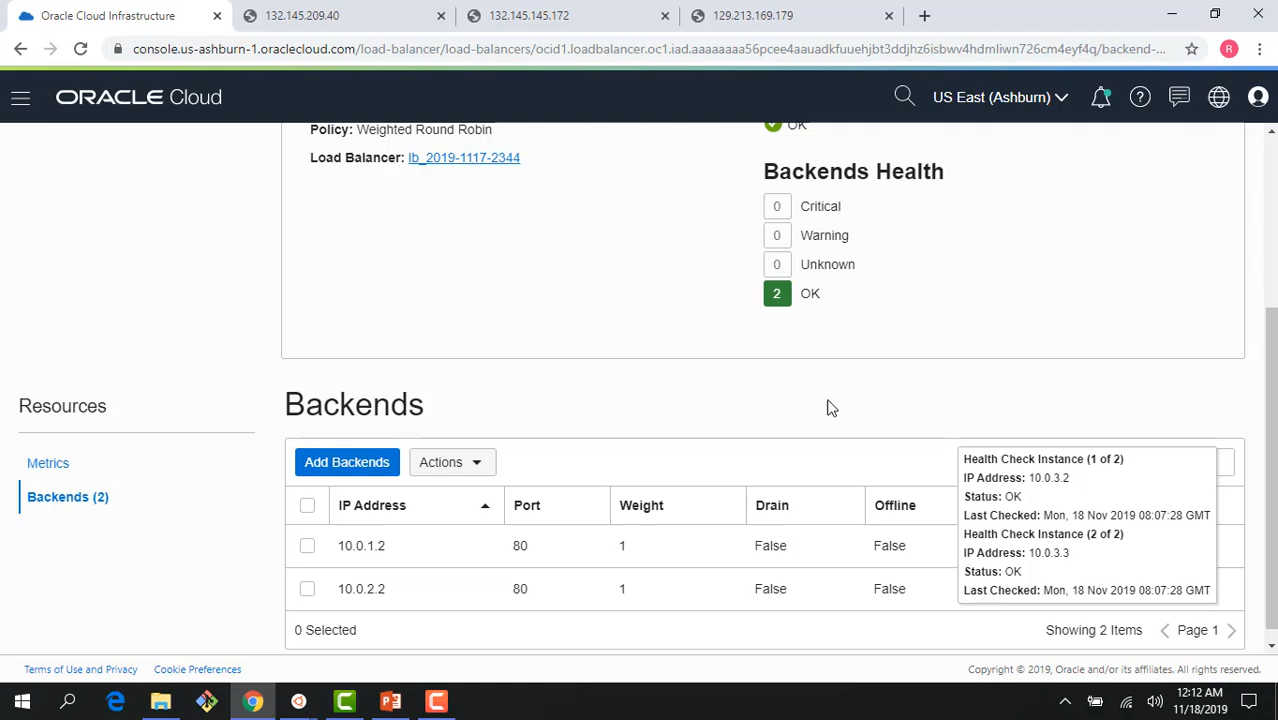 Oracle Cloud Infrastructure
132.145.209.40
132.145.145.172
129.213.169.179
console.us-ashburn-1.oraclecloud.com/load-balancer/load-balancers/ocid1.loadbalancer.oc1.iad.aaaaaaaa56pcee4aauadkfuuehjbt3ddjhz6isbwv4hdmliwn726cm4eyf4q/backend-...
R
ORACLE Cloud
US East (Ashburn)
Policy: Weighted Round Robin
OK
Load Balancer: lb_2019-1117-2344
Backends Health
0 Critical
0 Warning
0 Unknown
2 OK
Resources
Metrics
Backends (2)
Backends
Add Backends
Actions
IP Address
Port
Weight
Drain
Offline
10.0.1.2
80
1
False
False
10.0.2.2
80
1
False
False
Health Check Instance (1 of 2)
IP Address: 10.0.3.2
Status: OK
Last Checked: Mon, 18 Nov 2019 08:07:28 GMT
Health Check Instance (2 of 2)
IP Address: 10.0.3.3
Status: OK
Last Checked: Mon, 18 Nov 2019 08:07:28 GMT
0 Selected
Showing 2 Items
Page 1
Terms of Use and Privacy
Cookie Preferences
Copyright © 2019, Oracle and/or its affiliates. All rights reserved.
12:12 AM
11/18/2019